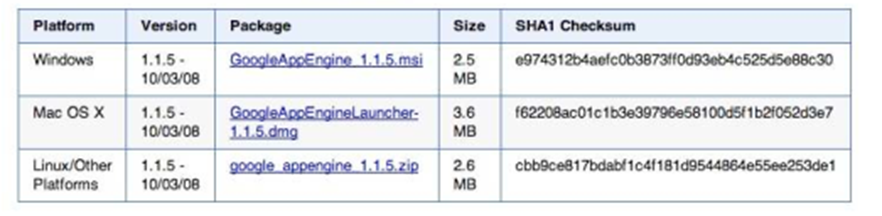 Platform Version Package Size SHA1 Checksum
Windows 1.1.5 - GoogleAppEngine_1.1.5.msi 2.5 e974312b4aefc0b3873ff0d93eb4c525d5e88c30
10/03/08 MB
Mac OS X 1.1.5 - GoogleAppEngineLauncher- 3.6 f62208ac01c1b3e39796e58100d5f1b2f052d3e7
10/03/08 1.1.5.dmg MB
Linux/Other 1.1.5 - google_appengine_1.1.5.zip 2.6 cbb9ce817bdabf1c4f181d9544864e55ee253de1
Platforms 10/03/08 MB